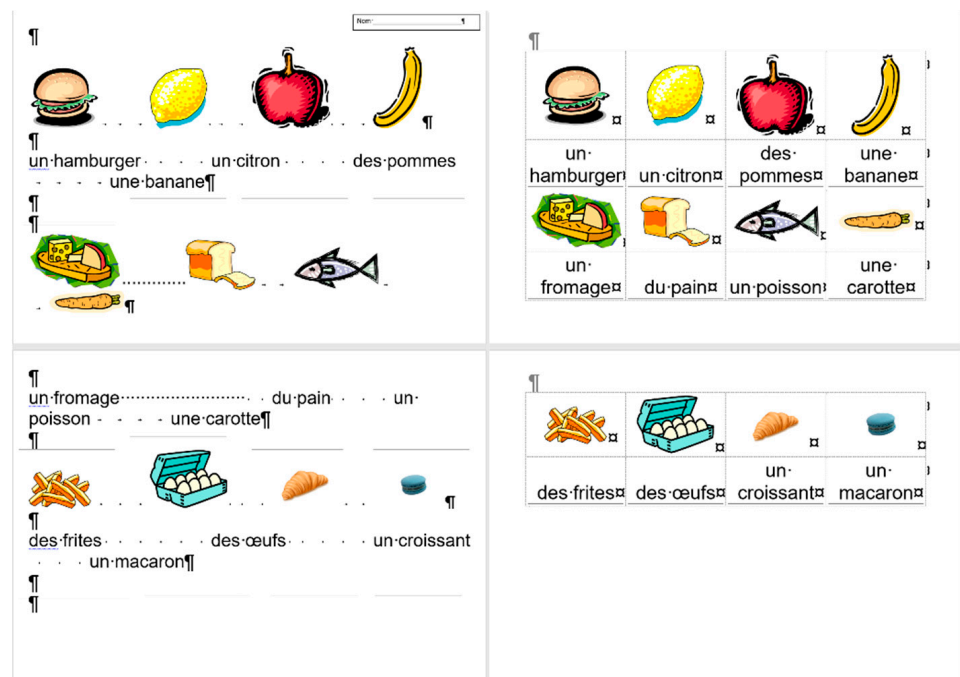 Nom:
¶
¶
¶
un·hamburger · · · · un·citron · · · · des·pommes
· · · · une·banane¶
¶
¶
¶
¶
un·fromage · · du·pain · · · · un·
poisson · · · · une·carotte¶
¶
¶
¶
des·frites · · · · · · des·œufs · · · · · un·croissant
· · · un·macaron¶
¶
¶
¶
¤ ¤ ¤ ¤
un· hamburger¤ un·citron¤ des· pommes¤ une· banane¤
¤ ¤ ¤ ¤
un· fromage¤ du·pain¤ un·poisson¤ une· carotte¤
¶
¤ ¤ ¤ ¤
des·frites¤ des·œufs¤ un· croissant¤ un· macaron¤